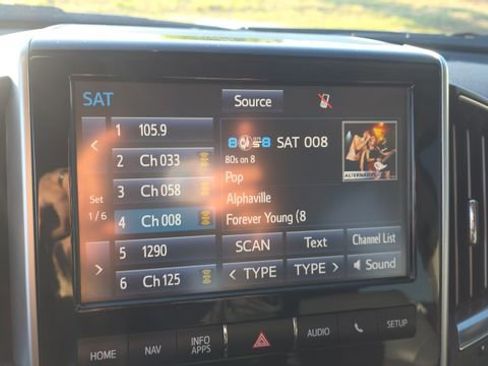 SAT
Source
1 105.9
2 Ch 033
3 Ch 058
4 Ch 008
5 1290
6 Ch 125
Set
1/6
SAT 008
80s on 8
Pop
Alphaville
Forever Young (8
SCAN
Text
Channel List
< TYPE
TYPE >
Sound
HOME
NAV
INFO
APPS
AUDIO
SETUP